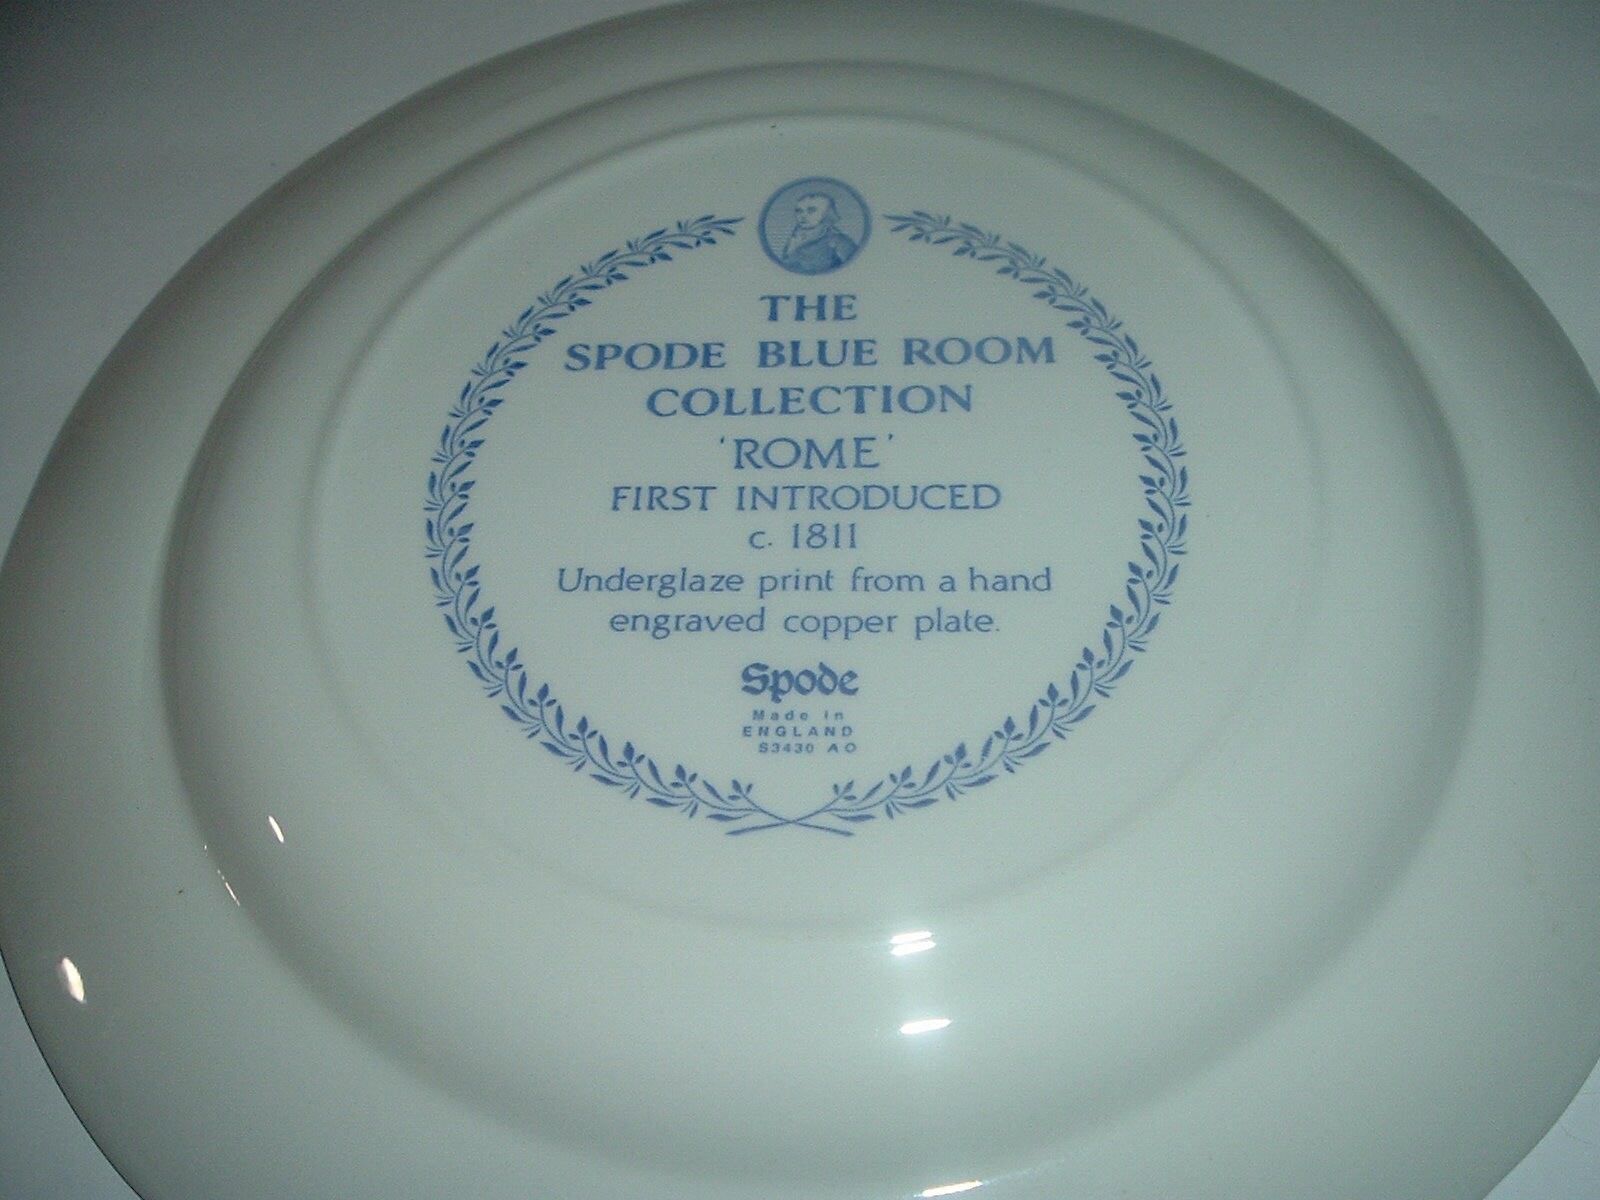 THE
SPODE BLUE ROOM
COLLECTION
'ROME'
FIRST INTRODUCED
c. 1811
Underglaze print from a hand
engraved copper plate.
Spode
Made in
ENGLAND
S3430 AO